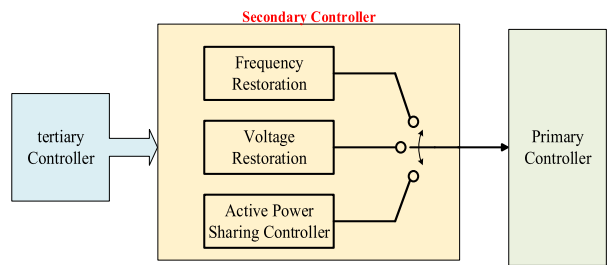 Secondary Controller
Frequency
Restoration
tertiary
Controller
Voltage
Restoration
Primary
Controller
Active Power
Sharing Controller